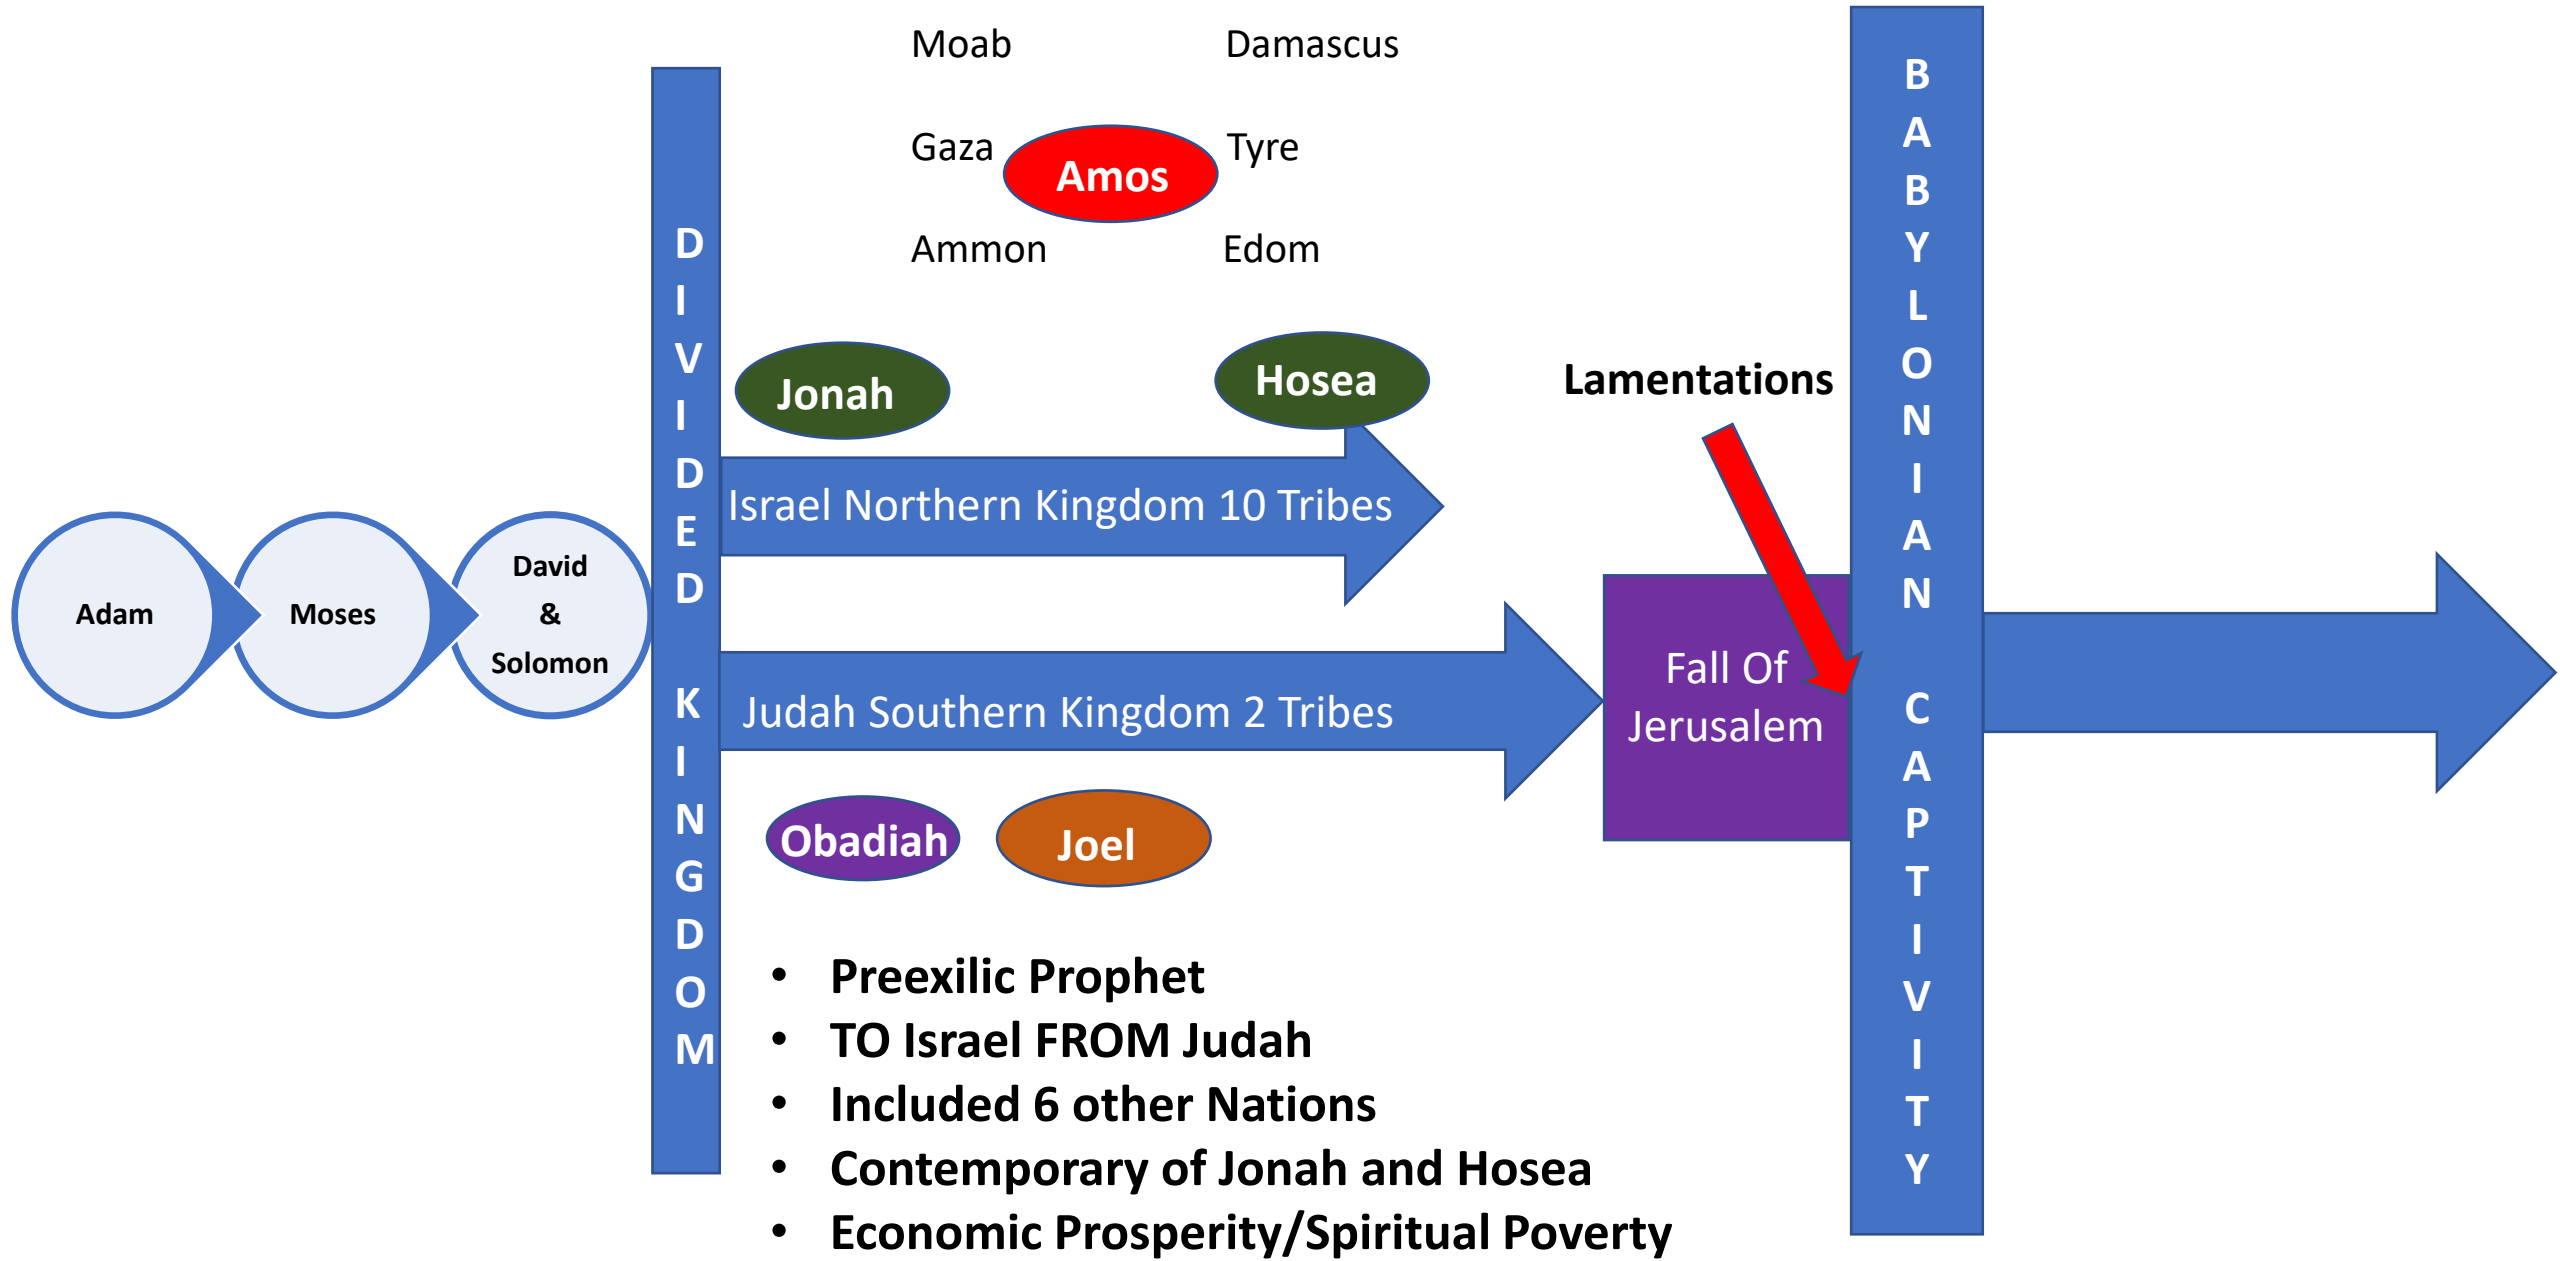 Moab
Damascus
Gaza
Amos
Tyre
Ammon
Edom
Jonah
Hosea
Lamentations
Israel Northern Kingdom 10 Tribes
Adam
Moses
David
&
Solomon
DIVIDED KINGDOM
Judah Southern Kingdom 2 Tribes
Fall Of
Jerusalem
BABYLONIAN CAPTIVITY
Obadiah
Joel
• Preexilic Prophet
• TO Israel FROM Judah
• Included 6 other Nations
• Contemporary of Jonah and Hosea
• Economic Prosperity/Spiritual Poverty